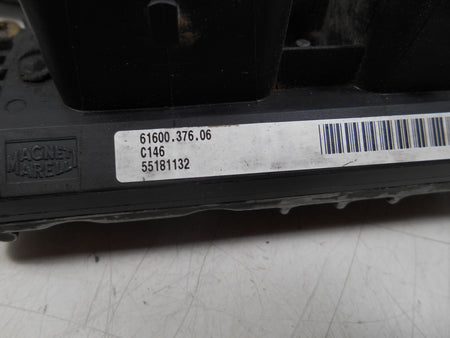 61600.376.06
C146
55181132
MAGNETI
MARELLI